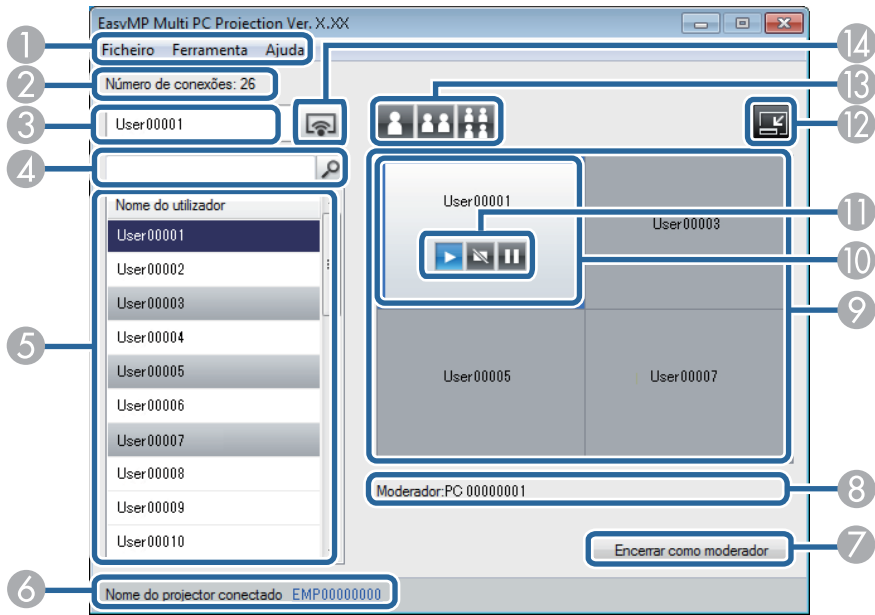 EasyMP Multi PC Projection Ver. X.XX
Ficheiro Ferramenta Ajuda
Número de conexões: 26
User00001
Nome do utilizador
User00001
User00002
User00003
User00004
User00005
User00006
User00007
User00008
User00009
User00010
Nome do projector conectado EMP00000000
User00001
User00003
User00005
User00007
Moderador:PC 00000001
Encerrar como moderador
1
2
3
4
5
6
14
13
12
11
10
9
8
7